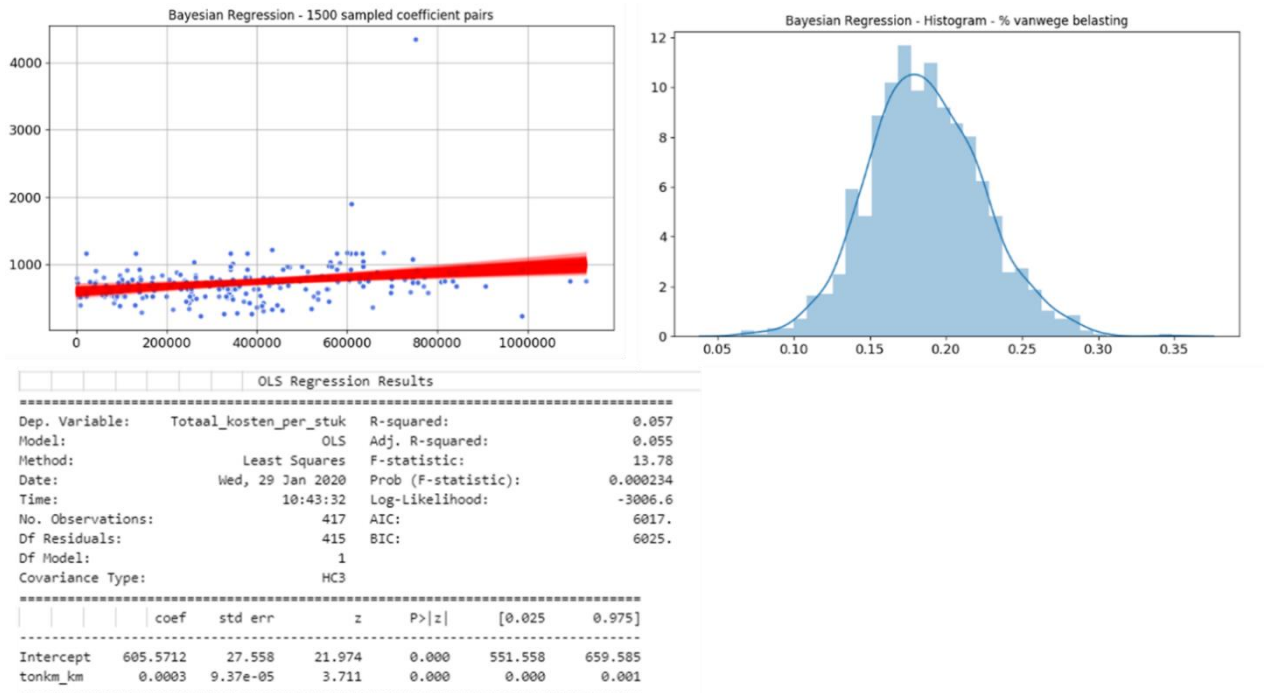 Bayesian Regression - 1500 sampled coefficient pairs
4000
3000
2000
1000
0 200000 400000 600000 800000 1000000
Bayesian Regression - Histogram - % vanwege belasting
12
10
8
6
4
2
0
0.05 0.10 0.15 0.20 0.25 0.30 0.35
OLS Regression Results
==============================================================================
Dep. Variable: Totaal_kosten_per_stuk R-squared: 0.057
Model: OLS Adj. R-squared: 0.055
Method: Least Squares F-statistic: 13.78
Date: Wed, 29 Jan 2020 Prob (F-statistic): 0.000234
Time: 10:43:32 Log-Likelihood: -3006.6
No. Observations: 417 AIC: 6017.
Df Residuals: 415 BIC: 6025.
Df Model: 1
Covariance Type: HC3
==============================================================================
coef std err z P>|z| [0.025 0.975]
------------------------------------------------------------------------------
Intercept 605.5712 27.558 21.974 0.000 551.558 659.585
tonkm_km 0.0003 9.37e-05 3.711 0.000 0.000 0.001